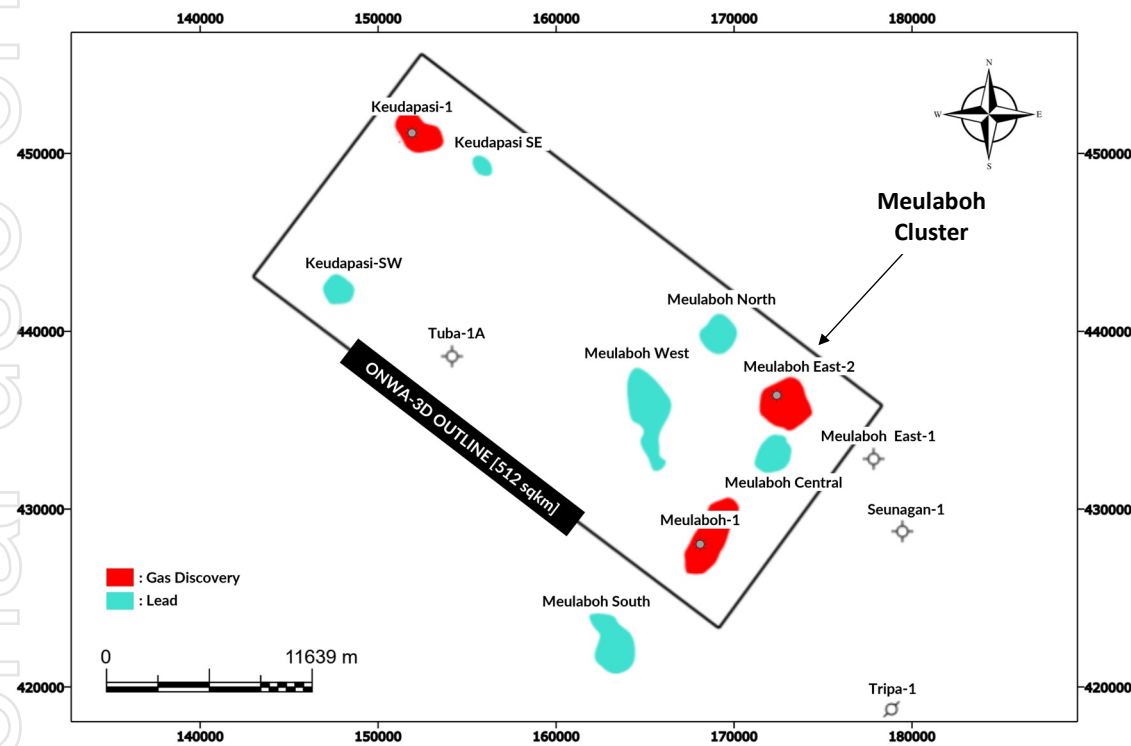 140000 150000 160000 170000 180000
N
W E
S
Keudapasi-1
Keudapasi SE
450000 450000
Meulaboh
Cluster
Keudapasi-SW
Meulaboh North
440000 440000
Tuba-1A
Meulaboh West
Meulaboh East-2
ONWA-3D OUTLINE [512 sqkm]
Meulaboh East-1
Meulaboh Central
430000 430000
Seunagan-1
Meulaboh-1
: Gas Discovery
: Lead
Meulaboh South
0 11639 m
420000 420000
Tripa-1
140000 150000 160000 170000 180000